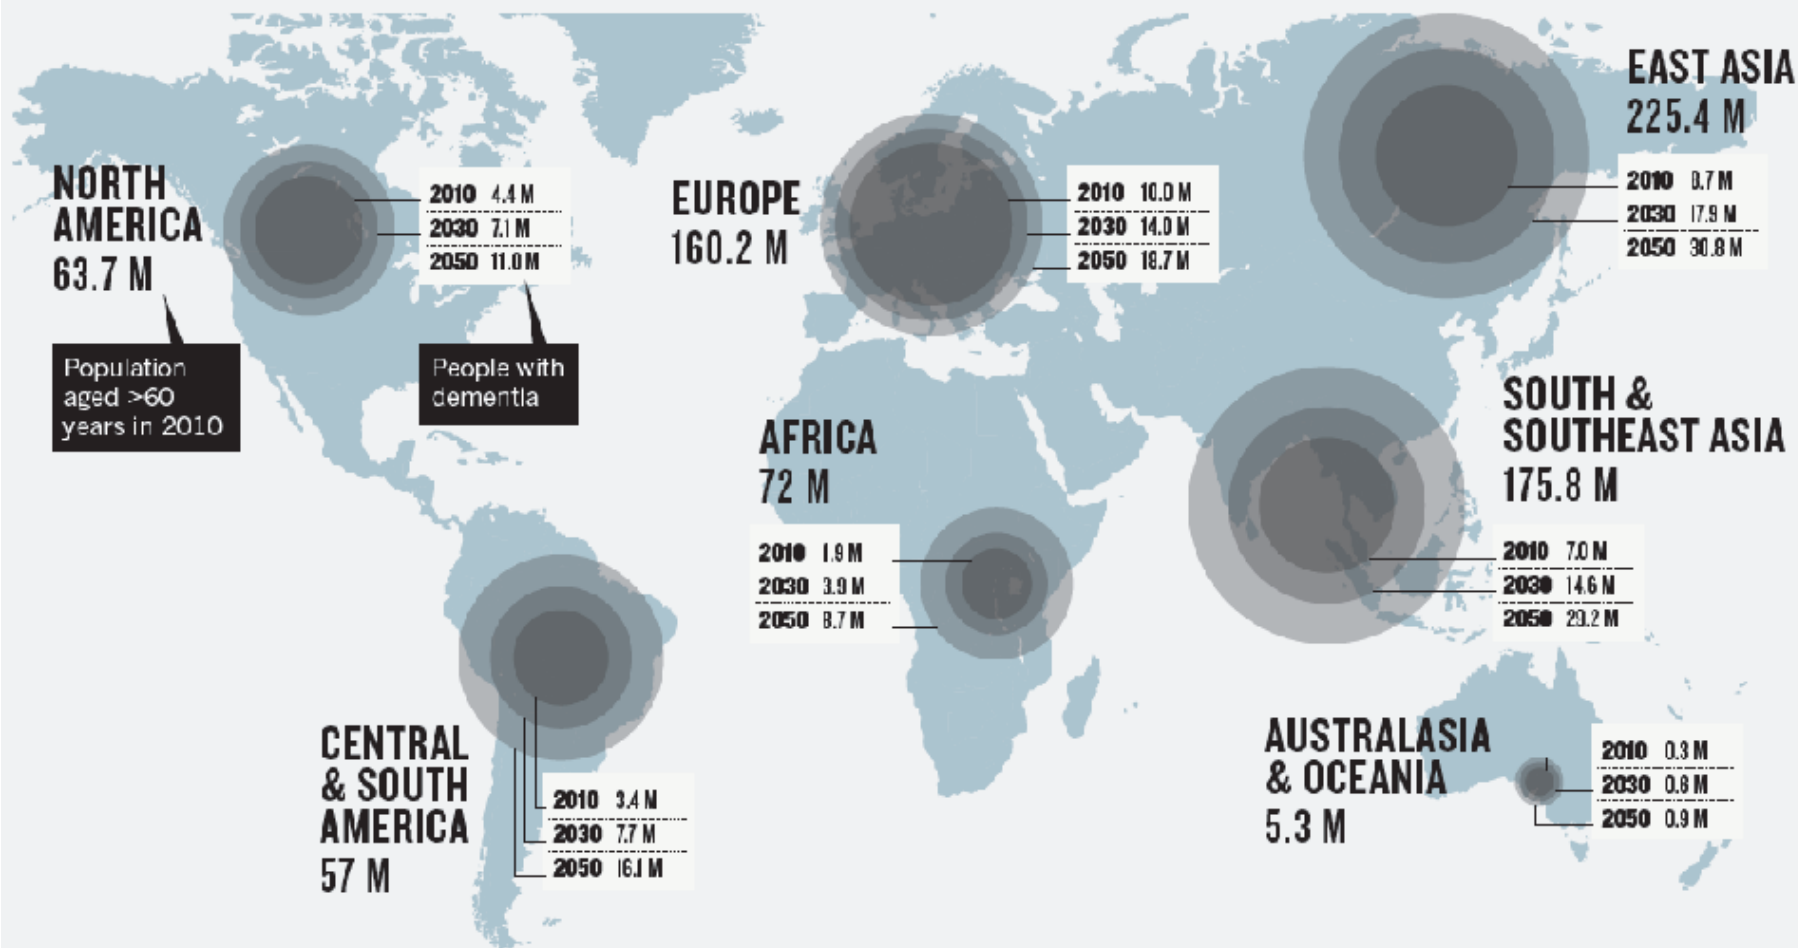 NORTH
AMERICA
63.7 M
2010 4.4 M
2030 7.1 M
2050 11.0 M
Population
aged >60
years in 2010
People with
dementia
EUROPE
160.2 M
2010 10.0 M
2030 14.0 M
2050 18.7 M
EAST ASIA
225.4 M
2010
2030 17.9 M
2050 30.8 M
AFRICA
72 M
2010 1.9 M
2030 3.9 M
2050 8.7 M
SOUTH &
SOUTHEAST ASIA
175.8 M
2010 7.0 M
2030 14.6 M
2050 29.2 M
CENTRAL
& SOUTH
AMERICA
57 M
2010 3.4 M
2030 7.7 M
2050 16.1 M
AUSTRALASIA
& OCEANIA
5.3 M
2010 0.3 M
2030
2050 0.9 M